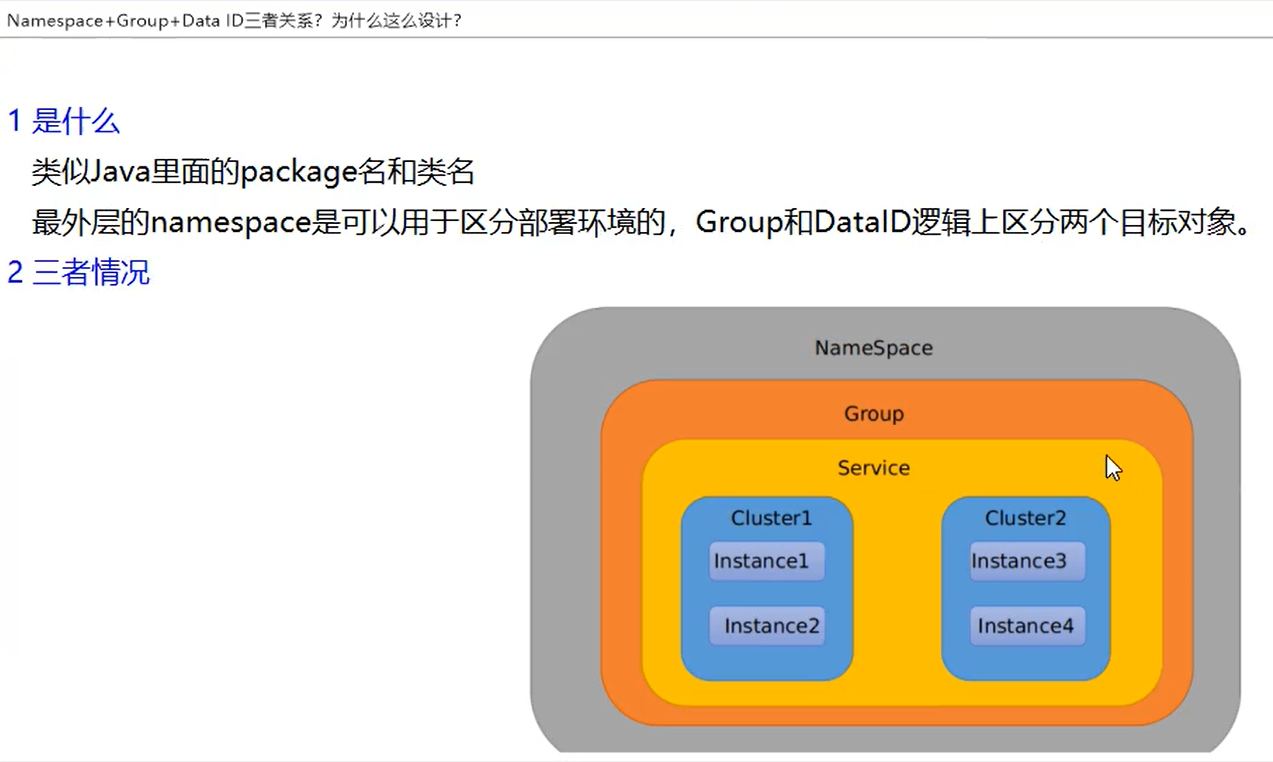 Namespace+Group+Data ID三者关系？为什么这么设计？
1 是什么
类似Java里面的package名和类名
最外层的namespace是可以用于区分部署环境的，Group和DataID逻辑上区分两个目标对象。
2 三者情况
NameSpace
Group
Service
Cluster1
Instance1
Instance2
Cluster2
Instance3
Instance4